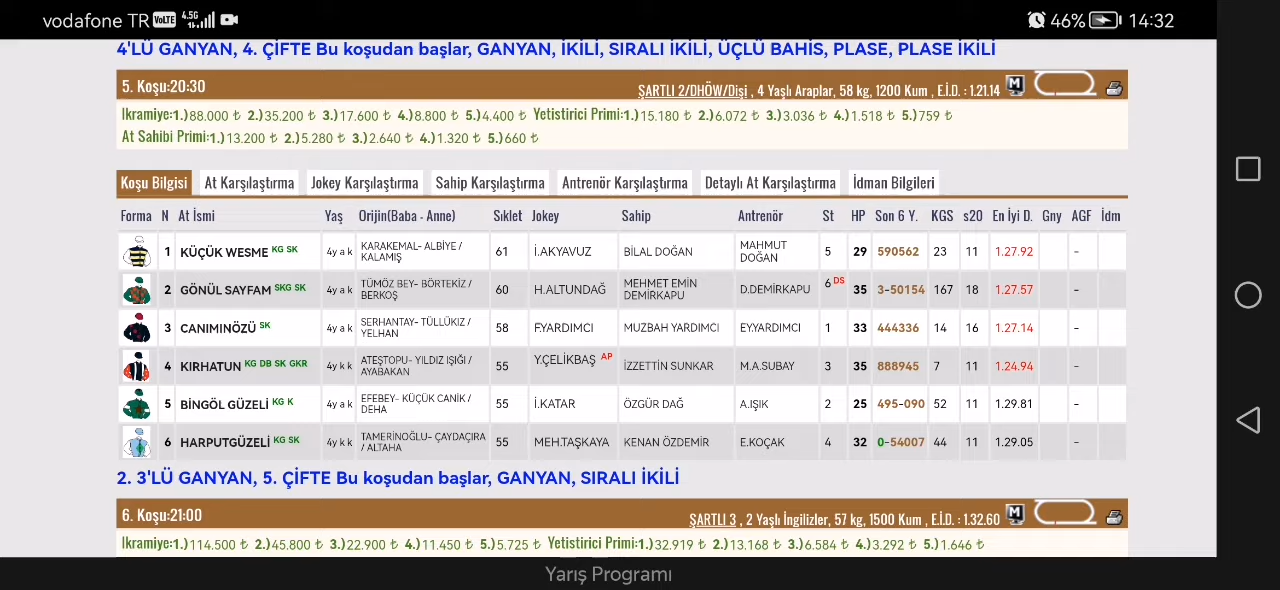 vodafone TR VoLTE 4.5G 46% 14:32
4'LÜ GANYAN, 4. ÇİFTE Bu koşudan başlar, GANYAN, İKİLİ, SIRALI İKİLİ, ÜÇLÜ BAHİS, PLASE, PLASE İKİLİ
5. Koşu:20:30 ŞARTLI 2/DHÖW/Dişi , 4 Yaşlı Araplar, 58 kg, 1200 Kum , E.İ.D. : 1.21.14 M
Ikramiye:1.)88.000 ₺ 2.)35.200 ₺ 3.)17.600 ₺ 4.)8.800 ₺ 5.)4.400 ₺ Yetistirici Primi:1.)15.180 ₺ 2.)6.072 ₺ 3.)3.036 ₺ 4.)1.518 ₺ 5.)759 ₺
At Sahibi Primi:1.)13.200 ₺ 2.)5.280 ₺ 3.)2.640 ₺ 4.)1.320 ₺ 5.)660 ₺
Koşu Bilgisi At Karşılaştırma Jokey Karşılaştırma Sahip Karşılaştırma Antrenör Karşılaştırma Detaylı At Karşılaştırma İdman Bilgileri
Forma N At İsmi Yaş Orijin(Baba - Anne) Sıklet Jokey Sahip Antrenör St HP Son 6 Y. KGS s20 En İyi D. Gny AGF İdm
1 KÜÇÜK WESME KG SK 4y a k KARAKEMAL- ALBİYE / KALAMIŞ 61 İ.AKYAVUZ BİLAL DOĞAN MAHMUT DOĞAN 5 29 590562 23 11 1.27.92 -
2 GÖNÜL SAYFAM SKG SK 4y a k TÜMÖZ BEY- BÖRTEKİZ / BERKOŞ 60 H.ALTUNDAĞ MEHMET EMİN DEMİRKAPU D.DEMİRKAPU 6 DS 35 3-50154 167 18 1.27.57 -
3 CANIMINÖZÜ SK 4y a k SERHANTAY- TÜLLÜKIZ / YELHAN 58 F.YARDIMCI MUZBAH YARDIMCI EY.YARDIMCI 1 33 444336 14 16 1.27.14 -
4 KIRHATUN KG DB SK GKR 4y k k ATEŞTOPU- YILDIZ IŞIĞI / AYABAKAN 55 Y.ÇELİKBAŞ AP İZZETTİN SUNKAR M.A.SUBAY 3 35 888945 7 11 1.24.94 -
5 BİNGÖL GÜZELİ KG K 4y a k EFEBEY- KÜÇÜK CANİK / DEHA 55 İ.KATAR ÖZGÜR DAĞ A.IŞIK 2 25 495-090 52 11 1.29.81 -
6 HARPUTGÜZELİ KG SK 4y k k TAMERİNOĞLU- ÇAYDAÇIRA / ALTAHA 55 MEH.TAŞKAYA KENAN ÖZDEMİR E.KOÇAK 4 32 0-54007 44 11 1.29.05 -
2. 3'LÜ GANYAN, 5. ÇİFTE Bu koşudan başlar, GANYAN, SIRALI İKİLİ
6. Koşu:21:00 ŞARTLI 3 , 2 Yaşlı İngilizler, 57 kg, 1500 Kum , E.İ.D. : 1.32.60 M
Ikramiye:1.)114.500 ₺ 2.)45.800 ₺ 3.)22.900 ₺ 4.)11.450 ₺ 5.)5.725 ₺ Yetistirici Primi:1.)32.919 ₺ 2.)13.168 ₺ 3.)6.584 ₺ 4.)3.292 ₺ 5.)1.646 ₺
Yarış Programı